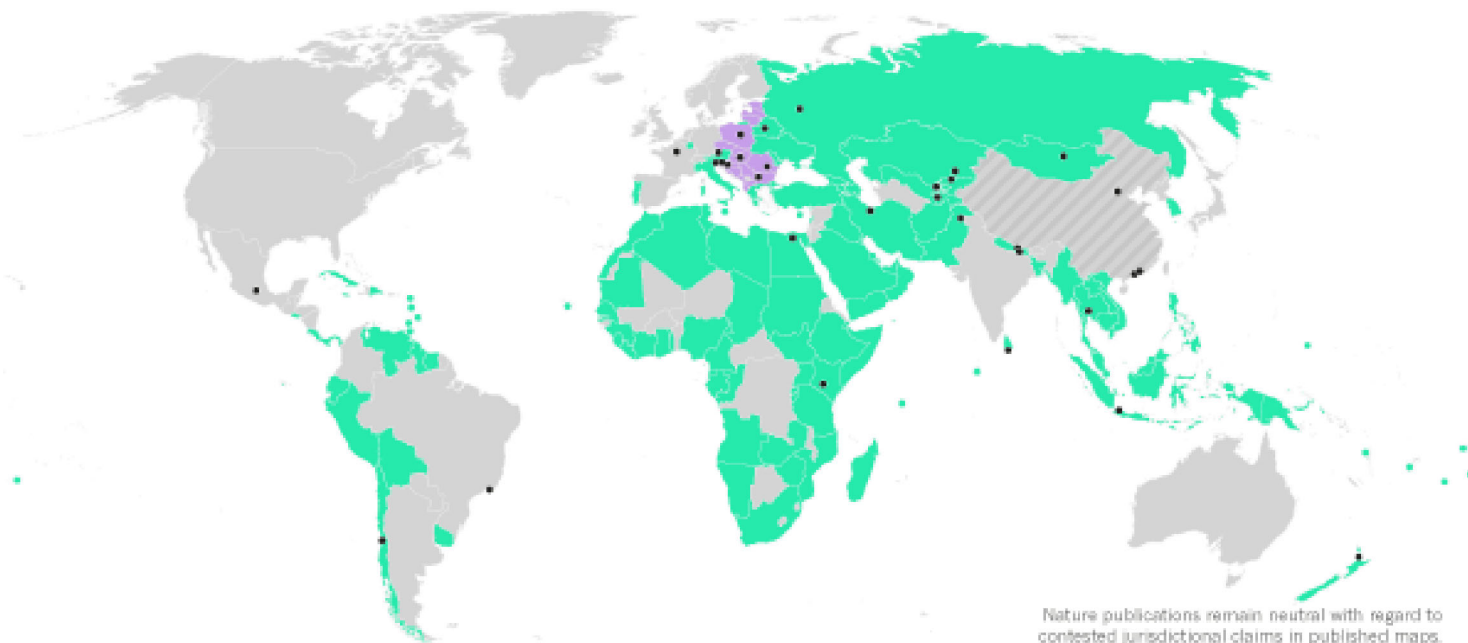 Nature publications remain neutral with regard to
contested jurisdictional claims in published maps.